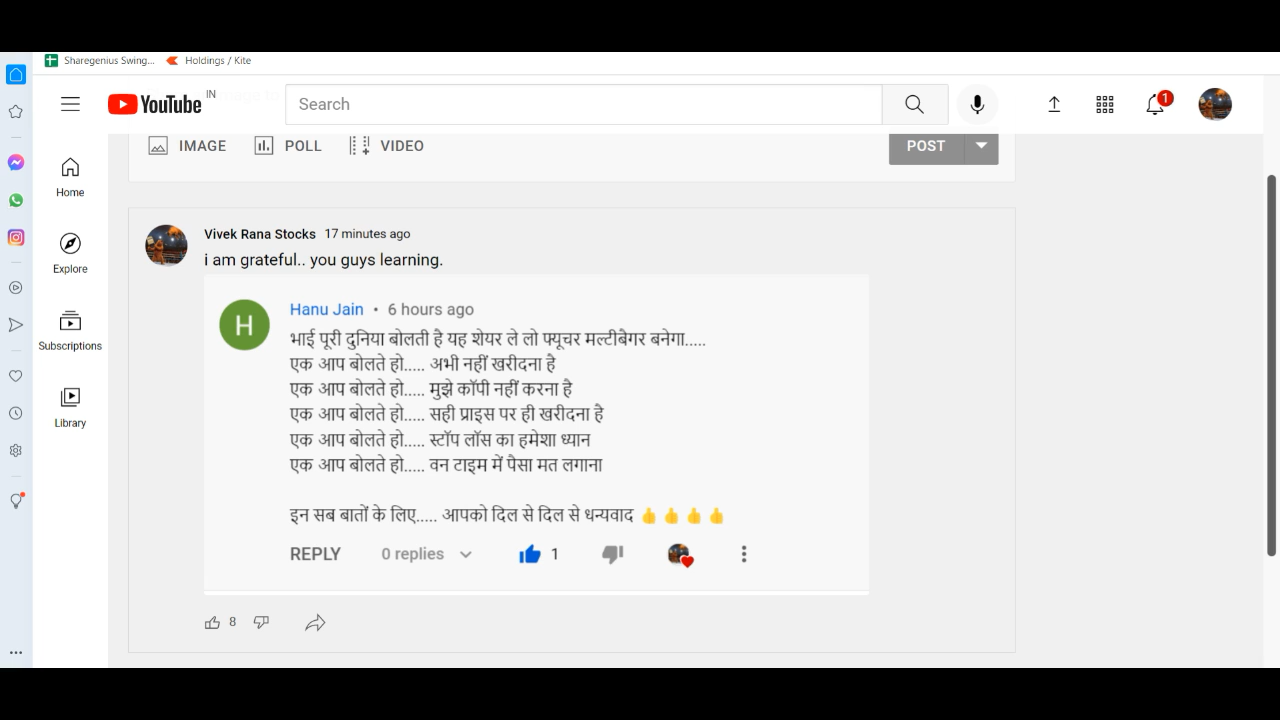 Sharegenius Swing... Holdings / Kite
YouTube IN
Search
1
IMAGE POLL VIDEO
POST
Home
Explore
Subscriptions
Library
Vivek Rana Stocks 17 minutes ago
i am grateful.. you guys learning.
H
Hanu Jain • 6 hours ago
भाई पूरी दुनिया बोलती है यह शेयर ले लो फ्यूचर मल्टीबैगर बनेगा.....
एक आप बोलते हो..... अभी नहीं खरीदना है
एक आप बोलते हो..... मुझे कॉपी नहीं करना है
एक आप बोलते हो..... सही प्राइस पर ही खरीदना है
एक आप बोलते हो..... स्टॉप लॉस का हमेशा ध्यान
एक आप बोलते हो..... वन टाइम में पैसा मत लगाना
इन सब बातों के लिए..... आपको दिल से दिल से धन्यवाद 👍 👍 👍 👍
REPLY 0 replies 1
8